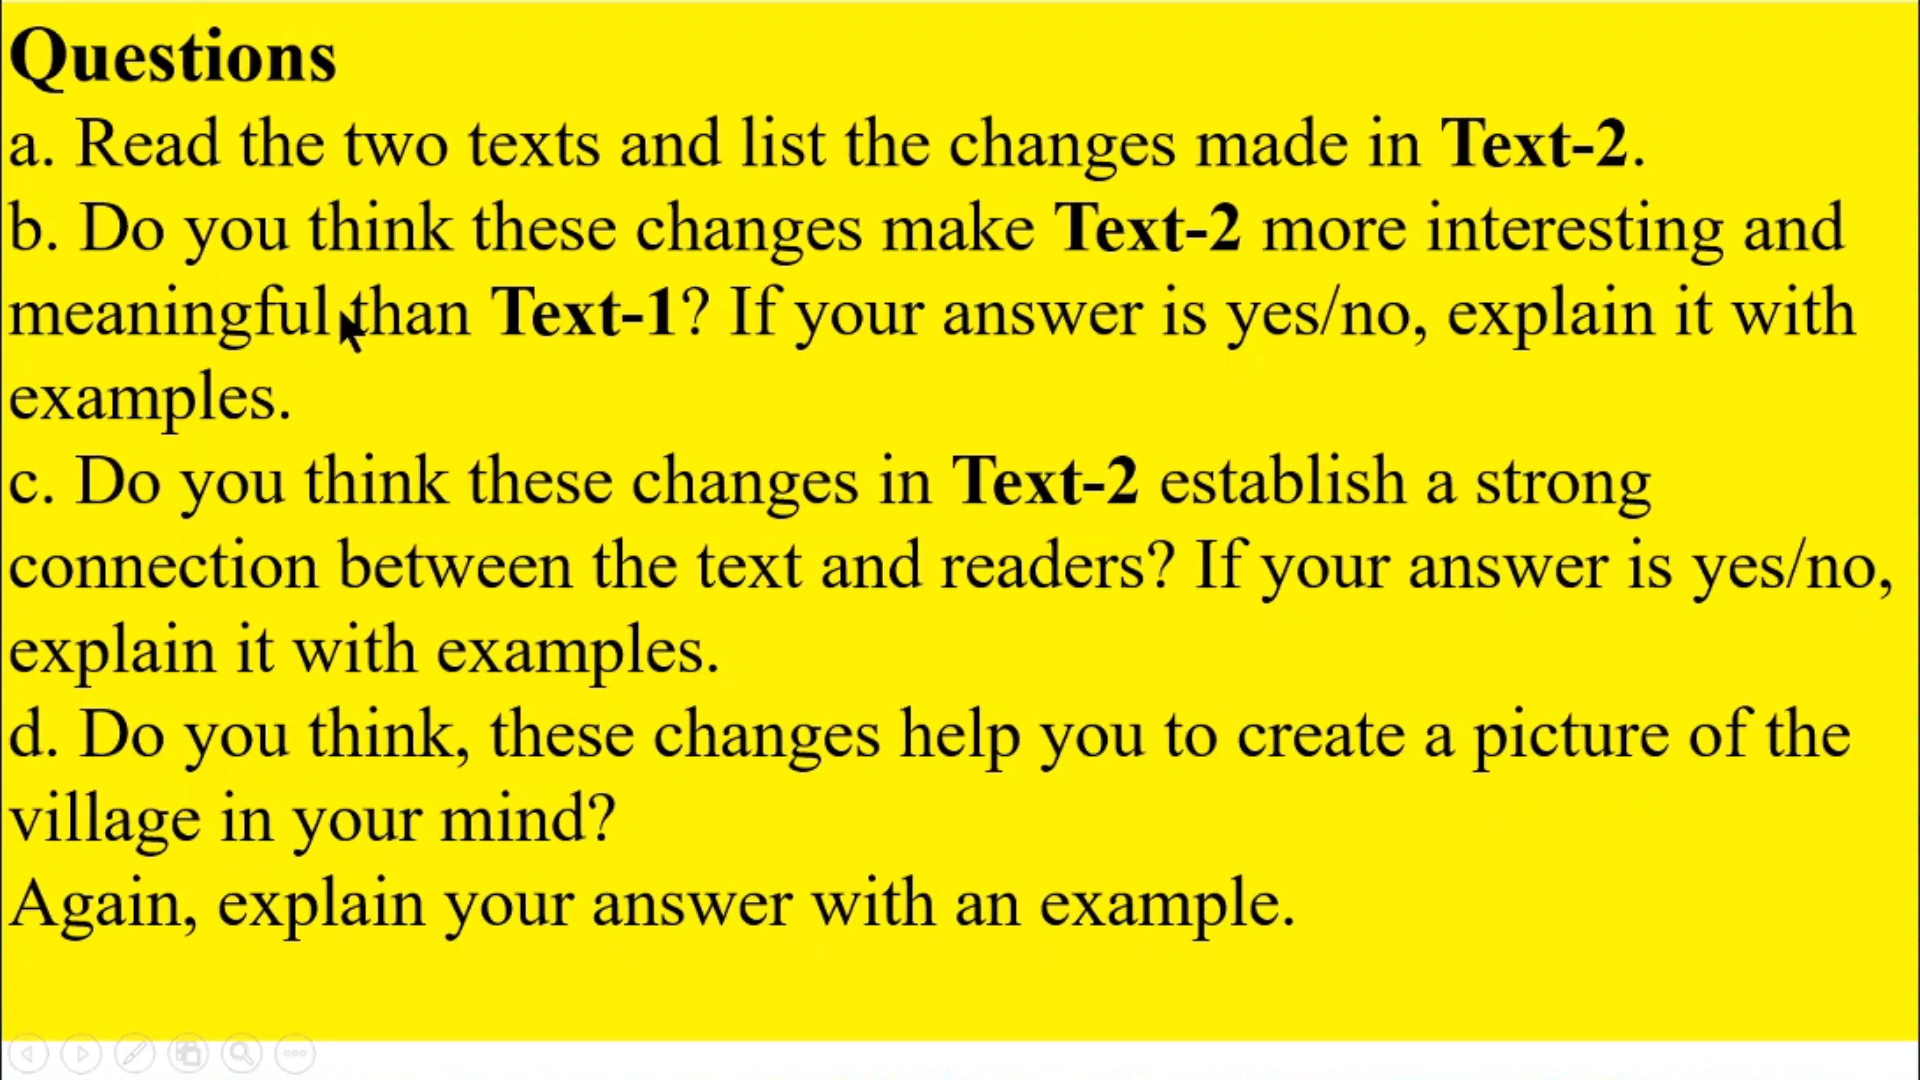 Questions
a. Read the two texts and list the changes made in Text-2.
b. Do you think these changes make Text-2 more interesting and
meaningful than Text-1? If your answer is yes/no, explain it with
examples.
c. Do you think these changes in Text-2 establish a strong
connection between the text and readers? If your answer is yes/no,
explain it with examples.
d. Do you think, these changes help you to create a picture of the
village in your mind?
Again, explain your answer with an example.